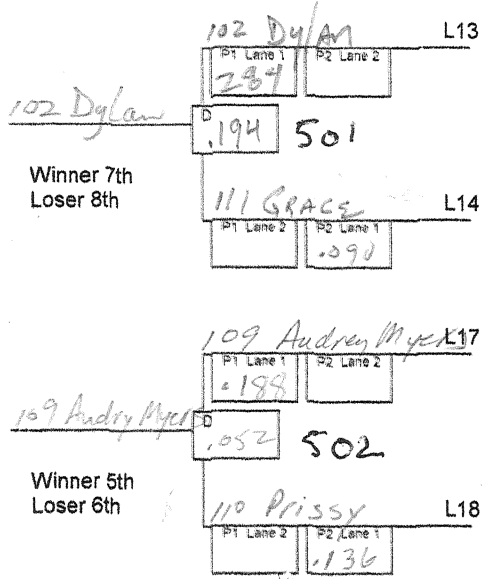 102 Dylan L13
P1 Lane 1 P2 Lane 2
284
102 Dylan
D
.194 501
Winner 7th
Loser 8th
111 GRACE L14
P1 Lane 2 P2 Lane 1
.090
109 Audrey Myers L17
P1 Lane 1 P2 Lane 2
.188
109 Audry Myers
D
.052 502
Winner 5th
Loser 6th
110 Prissy L18
P1 Lane 2 P2 Lane 1
.136